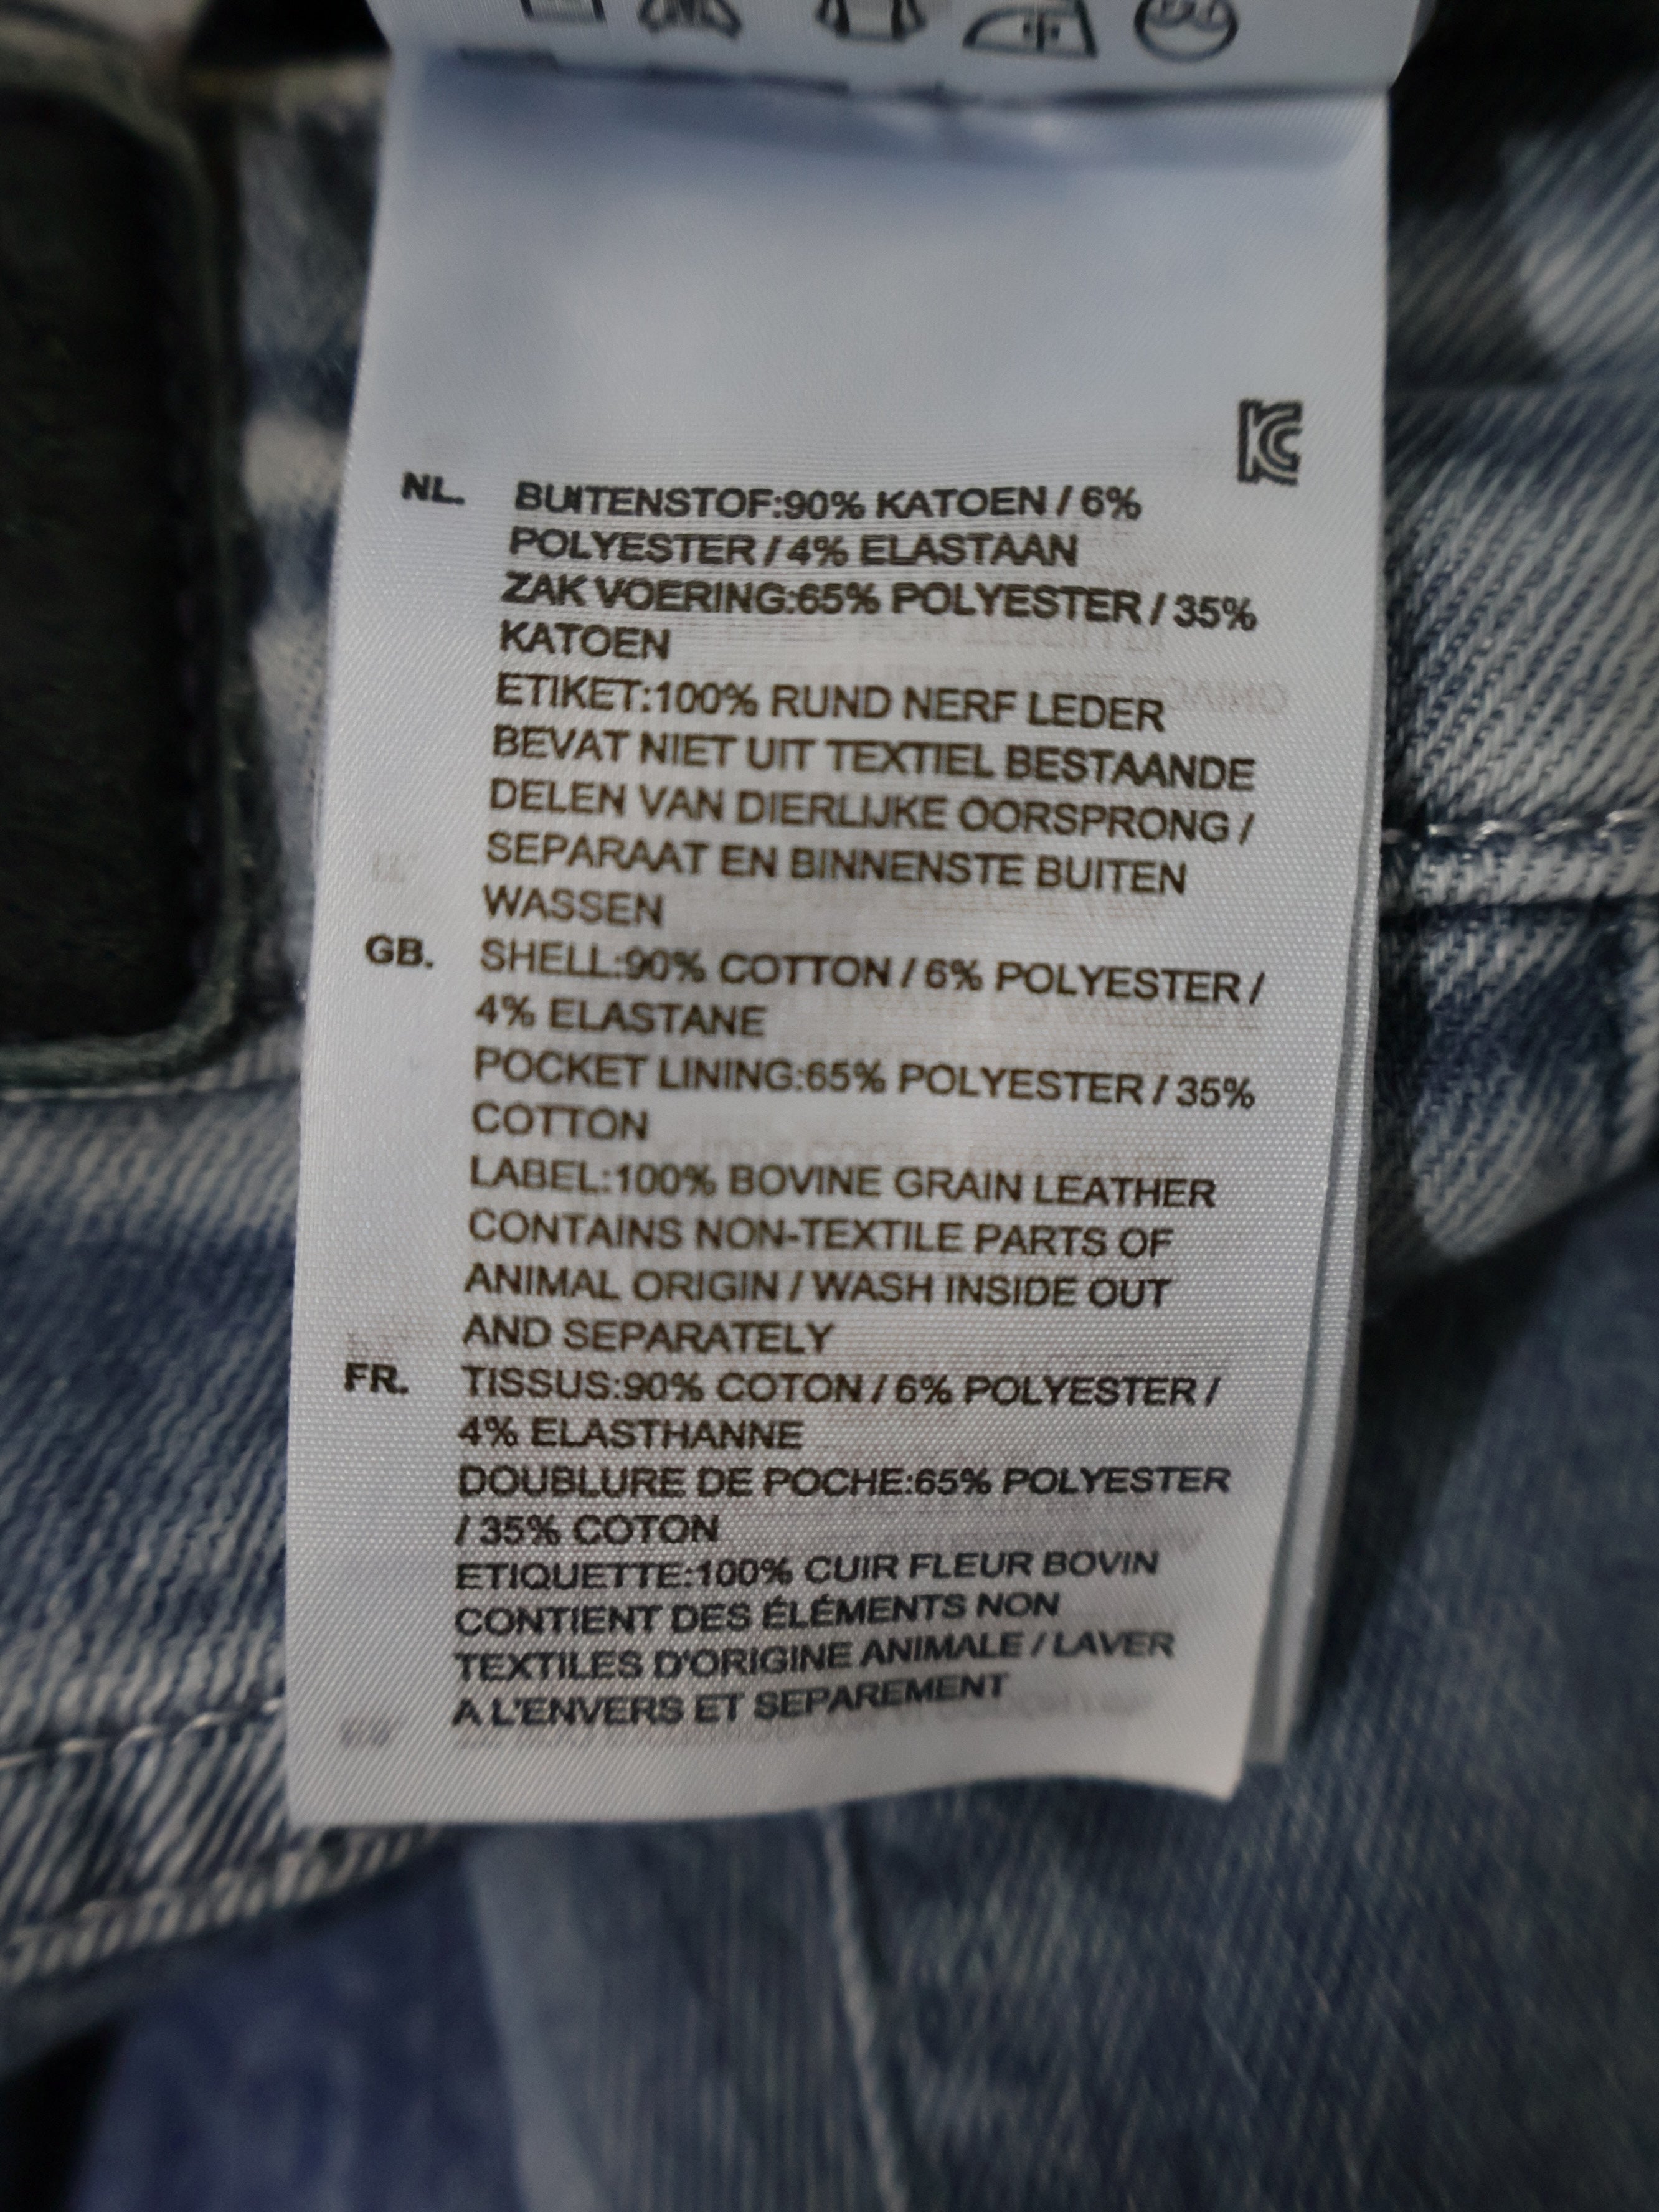 KC
NL. BUITENSTOF:90% KATOEN / 6%
POLYESTER / 4% ELASTAAN
ZAK VOERING:65% POLYESTER / 35%
KATOEN
ETIKET:100% RUND NERF LEDER
BEVAT NIET UIT TEXTIEL BESTAANDE
DELEN VAN DIERLIJKE OORSPRONG /
SEPARAAT EN BINNENSTE BUITEN
WASSEN
GB. SHELL:90% COTTON / 6% POLYESTER /
4% ELASTANE
POCKET LINING:65% POLYESTER / 35%
COTTON
LABEL:100% BOVINE GRAIN LEATHER
CONTAINS NON-TEXTILE PARTS OF
ANIMAL ORIGIN / WASH INSIDE OUT
AND SEPARATELY
FR. TISSUS:90% COTON / 6% POLYESTER /
4% ELASTHANNE
DOUBLURE DE POCHE:65% POLYESTER
/ 35% COTON
ETIQUETTE:100% CUIR FLEUR BOVIN
CONTIENT DES ÉLÉMENTS NON
TEXTILES D'ORIGINE ANIMALE / LAVER
A L'ENVERS ET SEPAREMENT